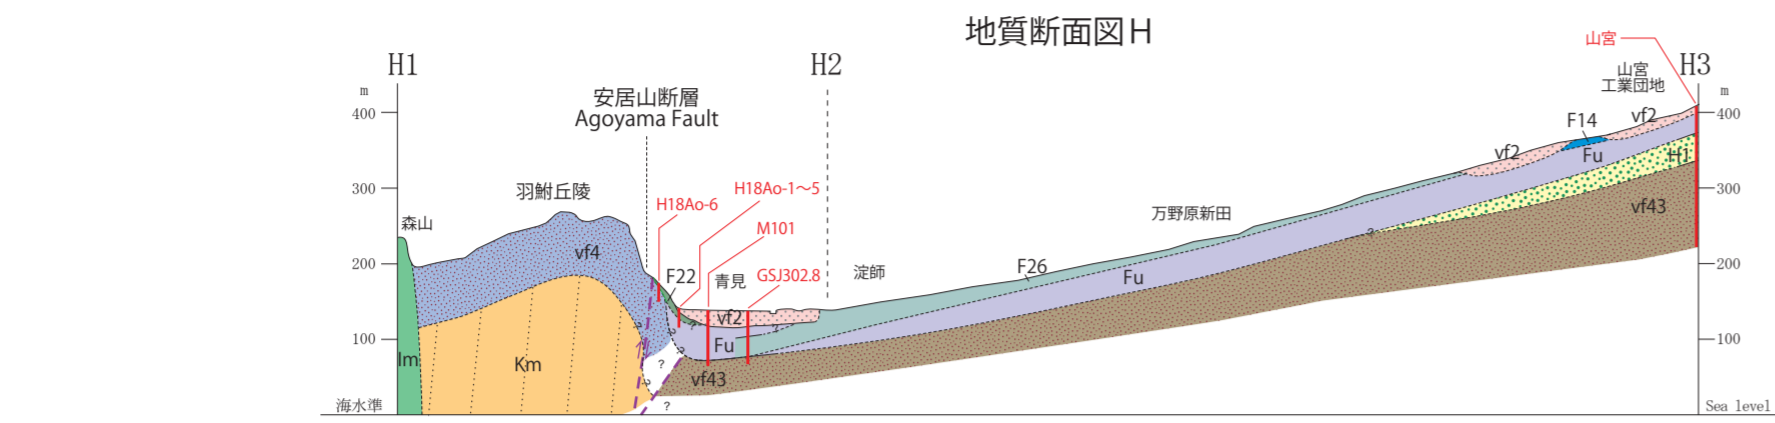 地質断面図H
H1
H2
H3
山宮
山宮
工業団地
m
400
300
200
100
海水準
安居山断層
Agoyama Fault
羽鮒丘陵
森山
H18Ao-6
H18Ao-1〜5
M101
GSJ302.8
青見
淀師
万野原新田
F22
F26
F14
vf2
vf2
vf2
vf4
Fu
Fu
Fu
H1
vf43
vf43
Im
Km
?
?
?
?
?
?
?
?
?
m
400
300
200
100
Sea level